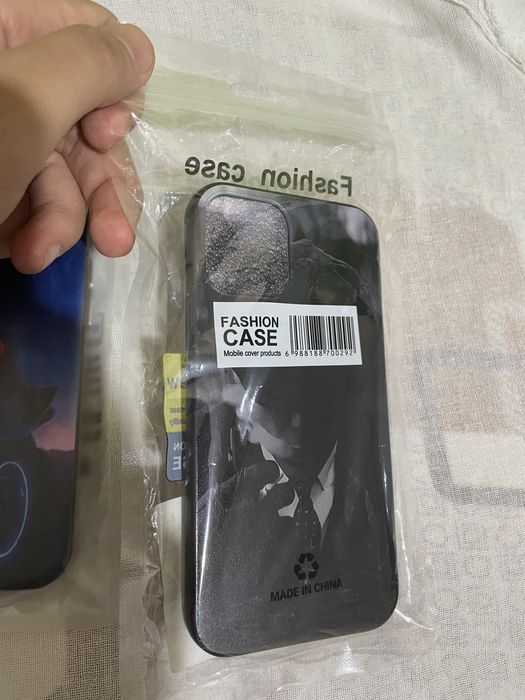 Fashion case
FASHION
CASE
Mobile cover products
6 988188 700292
MADE IN CHINA